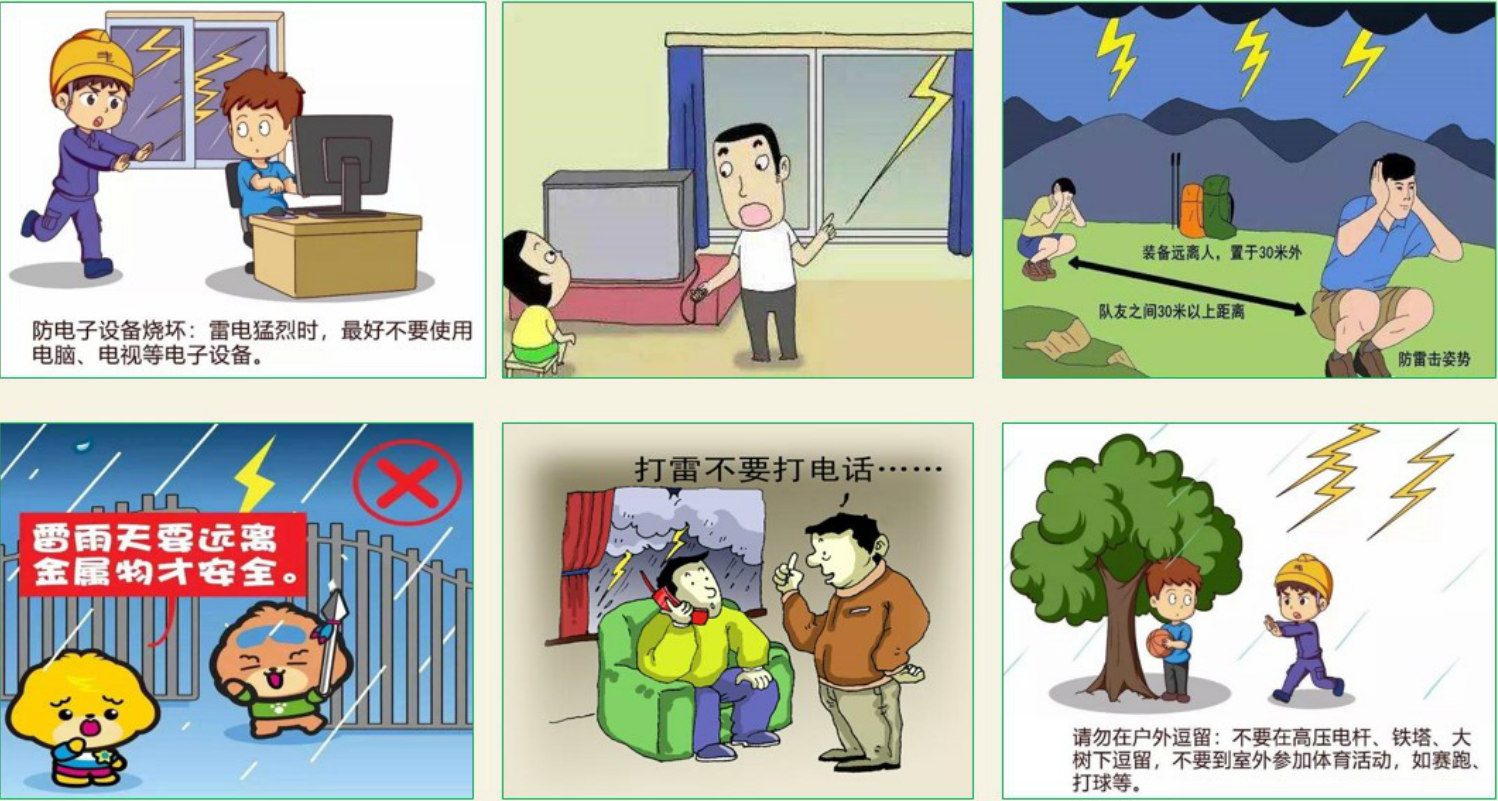 防电子设备烧坏：雷电猛烈时，最好不要使用
电脑、电视等电子设备。
装备远离人，置于30米外
队友之间30米以上距离
防雷击姿势
雷雨天要远离
金属物才安全。
打雷不要打电话……
请勿在户外逗留：不要在高压电杆、铁塔、大
树下逗留，不要到室外参加体育活动，如赛跑、
打球等。